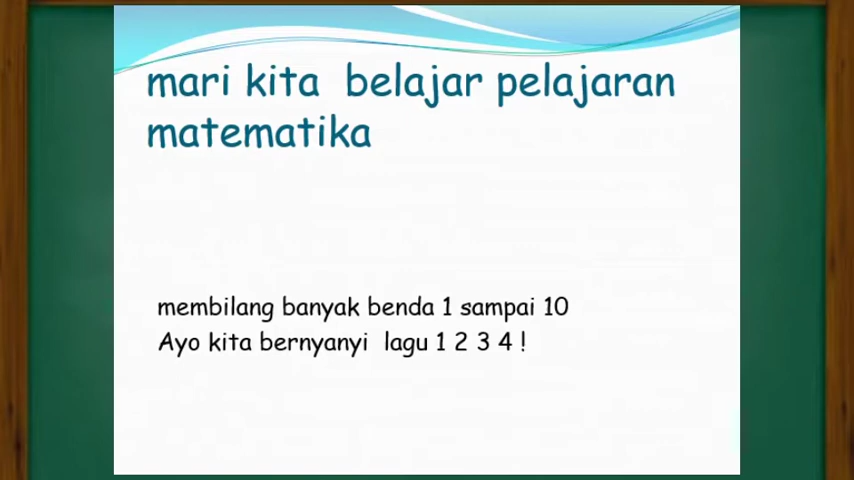 mari kita belajar pelajaran
matematika
membilang banyak benda 1 sampai 10
Ayo kita bernyanyi lagu 1 2 3 4 !